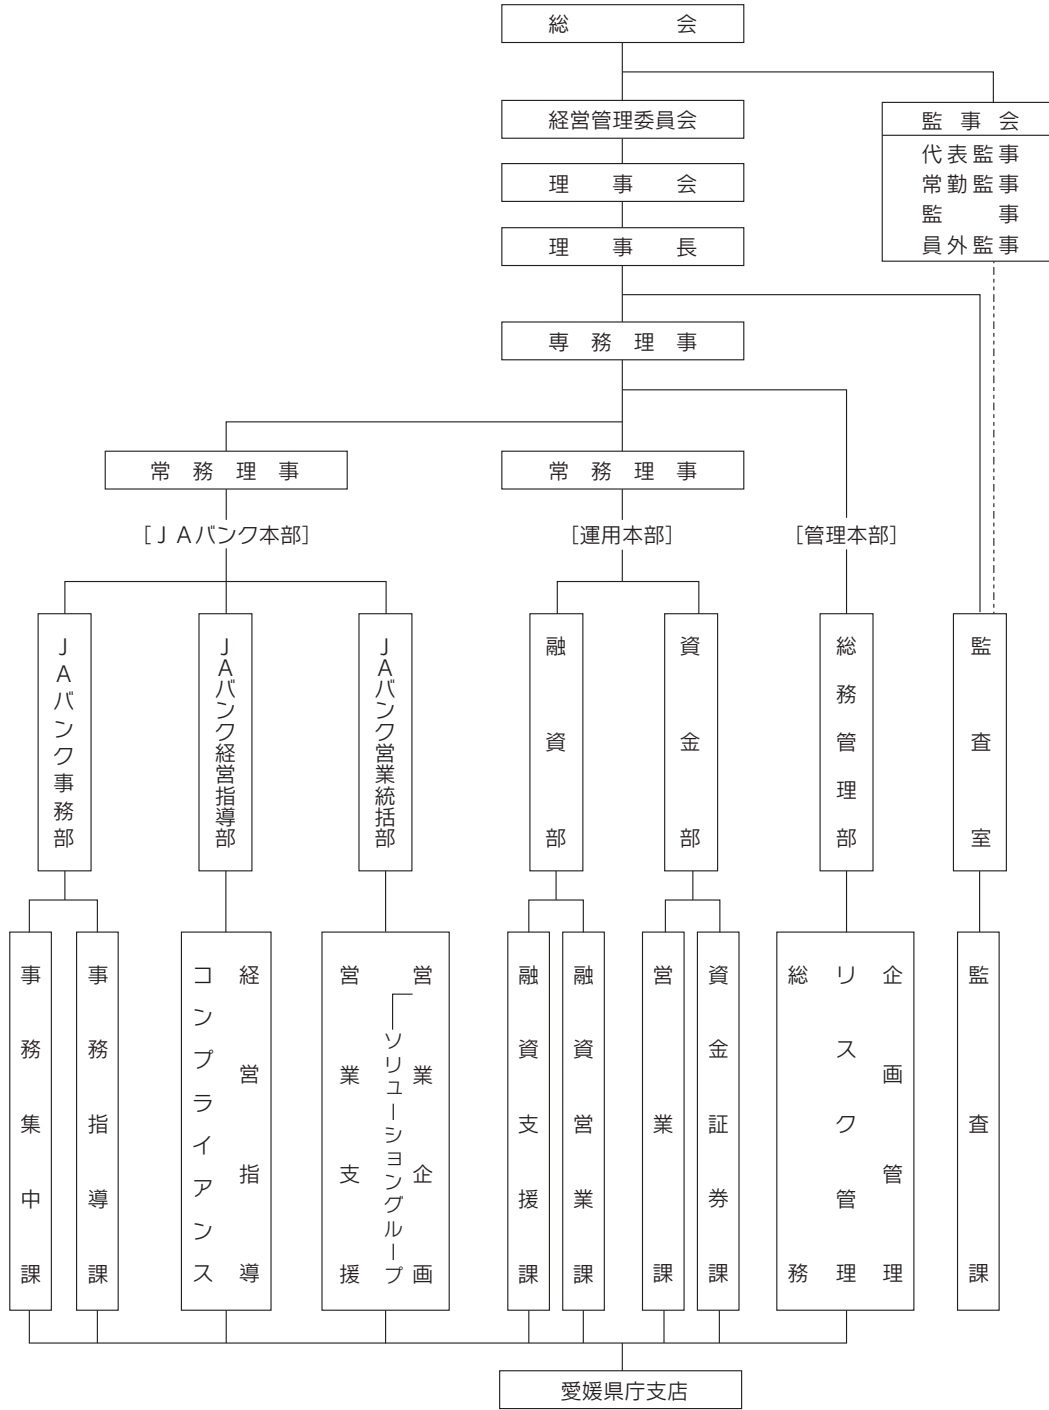 総会
経営管理委員会
監事会
代表監事
常勤監事
監事
員外監事
理事会
理事長
専務理事
常務理事
常務理事
[ＪＡバンク本部]
[運用本部]
[管理本部]
ＪＡバンク事務部
ＪＡバンク経営指導部
ＪＡバンク営業統括部
融資部
資金部
総務管理部
監査室
事務集中課
事務指導課
コンプライアンス
経営指導
営業支援
ソリューショングループ
営業企画
融資支援課
融資営業課
営業課
資金証券課
総務
リスク管理
企画管理
監査課
愛媛県庁支店